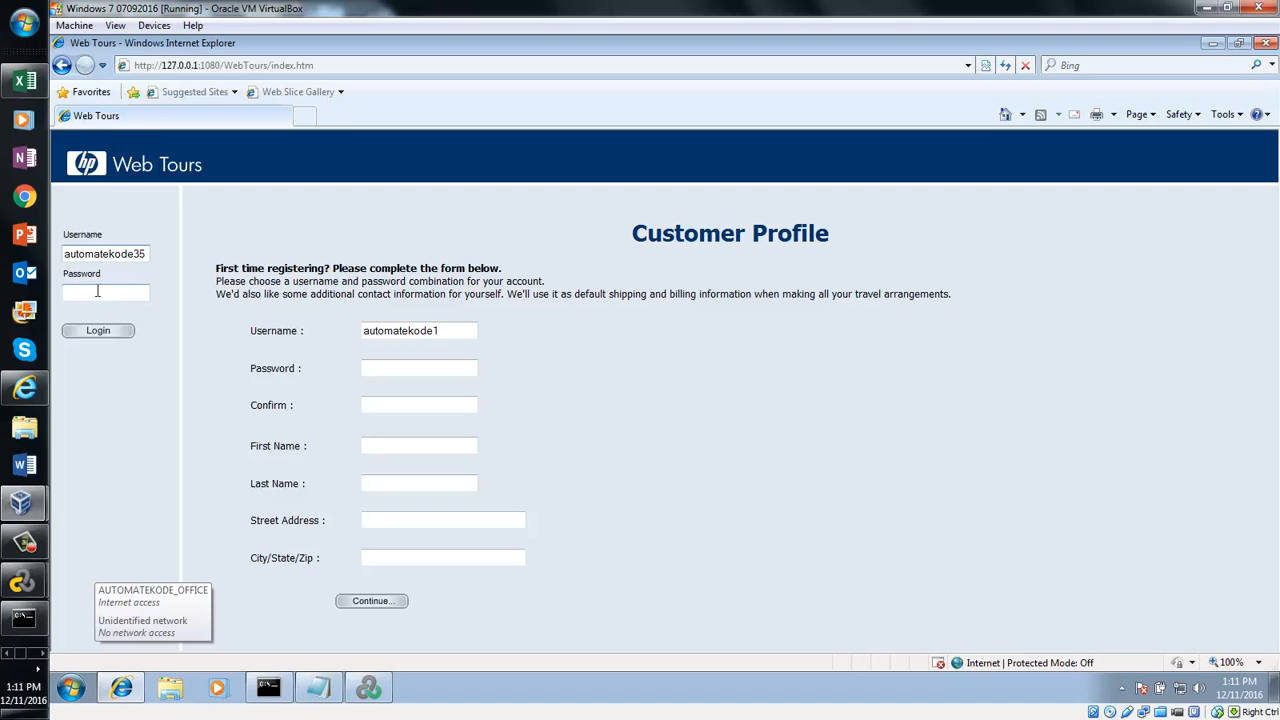 Windows 7 07092016 [Running] - Oracle VM VirtualBox
Machine View Devices Help
Web Tours - Windows Internet Explorer
http://127.0.0.1:1080/WebTours/index.htm
Bing
Favorites Suggested Sites Web Slice Gallery
Web Tours
Page Safety Tools
hp Web Tours
Username
automatekode35
Password
Login
Customer Profile
First time registering? Please complete the form below.
Please choose a username and password combination for your account.
We'd also like some additional contact information for yourself. We'll use it as default shipping and billing information when making all your travel arrangements.
Username : automatekode1
Password :
Confirm :
First Name :
Last Name :
Street Address :
City/State/Zip :
Continue...
AUTOMATEKODE_OFFICE
Internet access
Unidentified network
No network access
Internet | Protected Mode: Off
100%
1:11 PM
12/11/2016
1:11 PM
12/11/2016
Right Ctrl